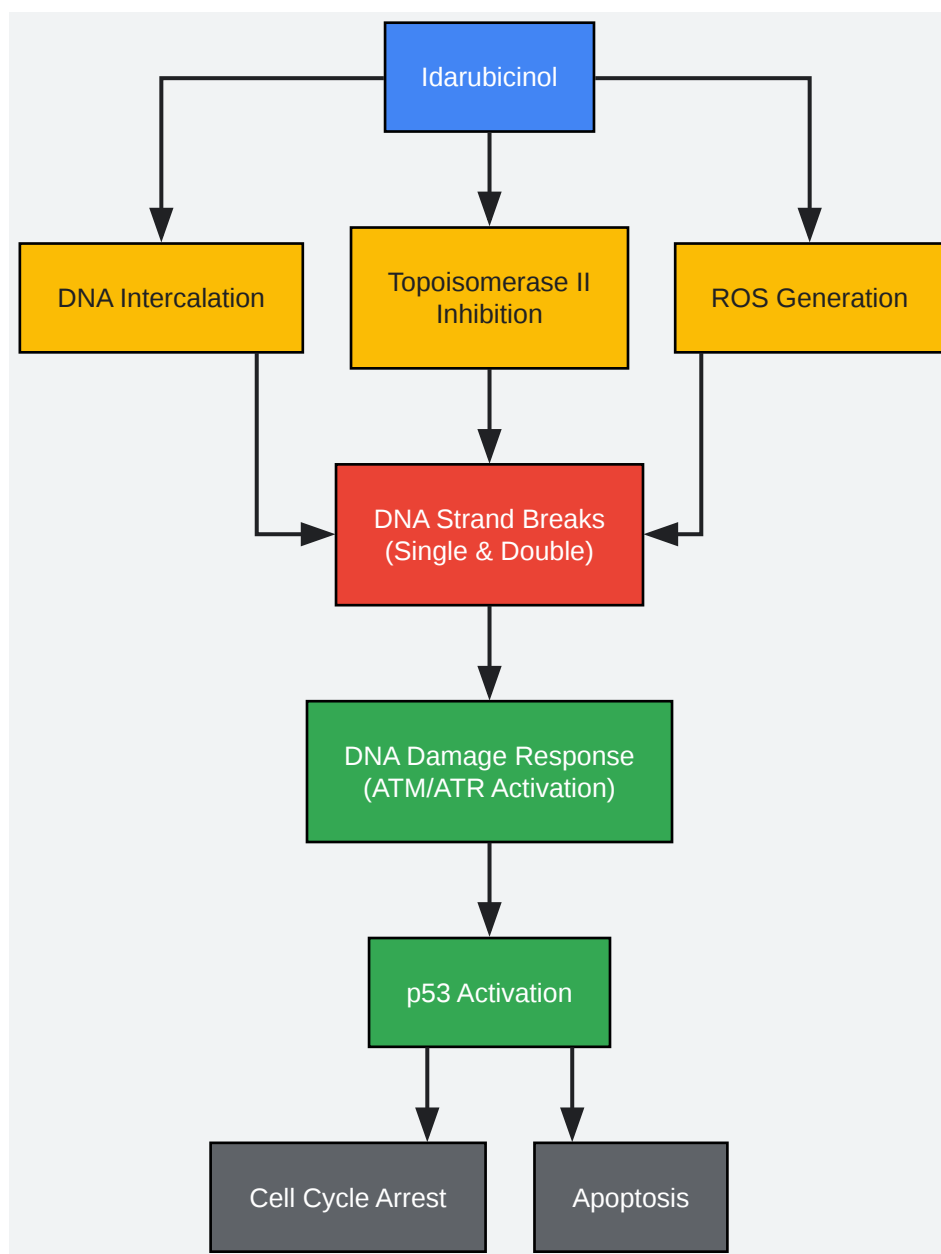 Idarubicinol
DNA Intercalation
Topoisomerase II
Inhibition
ROS Generation
DNA Strand Breaks
(Single & Double)
DNA Damage Response
(ATM/ATR Activation)
p53 Activation
Cell Cycle Arrest
Apoptosis